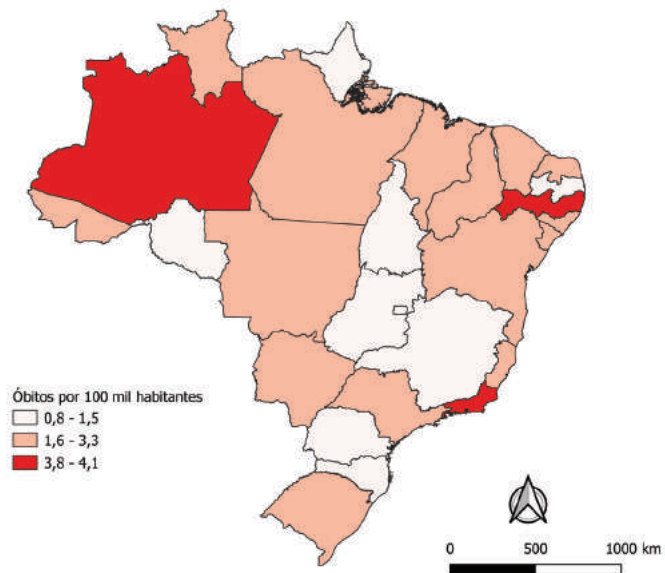 Óbitos por 100 mil habitantes
0,8 - 1,5
1,6 - 3,3
3,8 - 4,1
0 500 1000 km